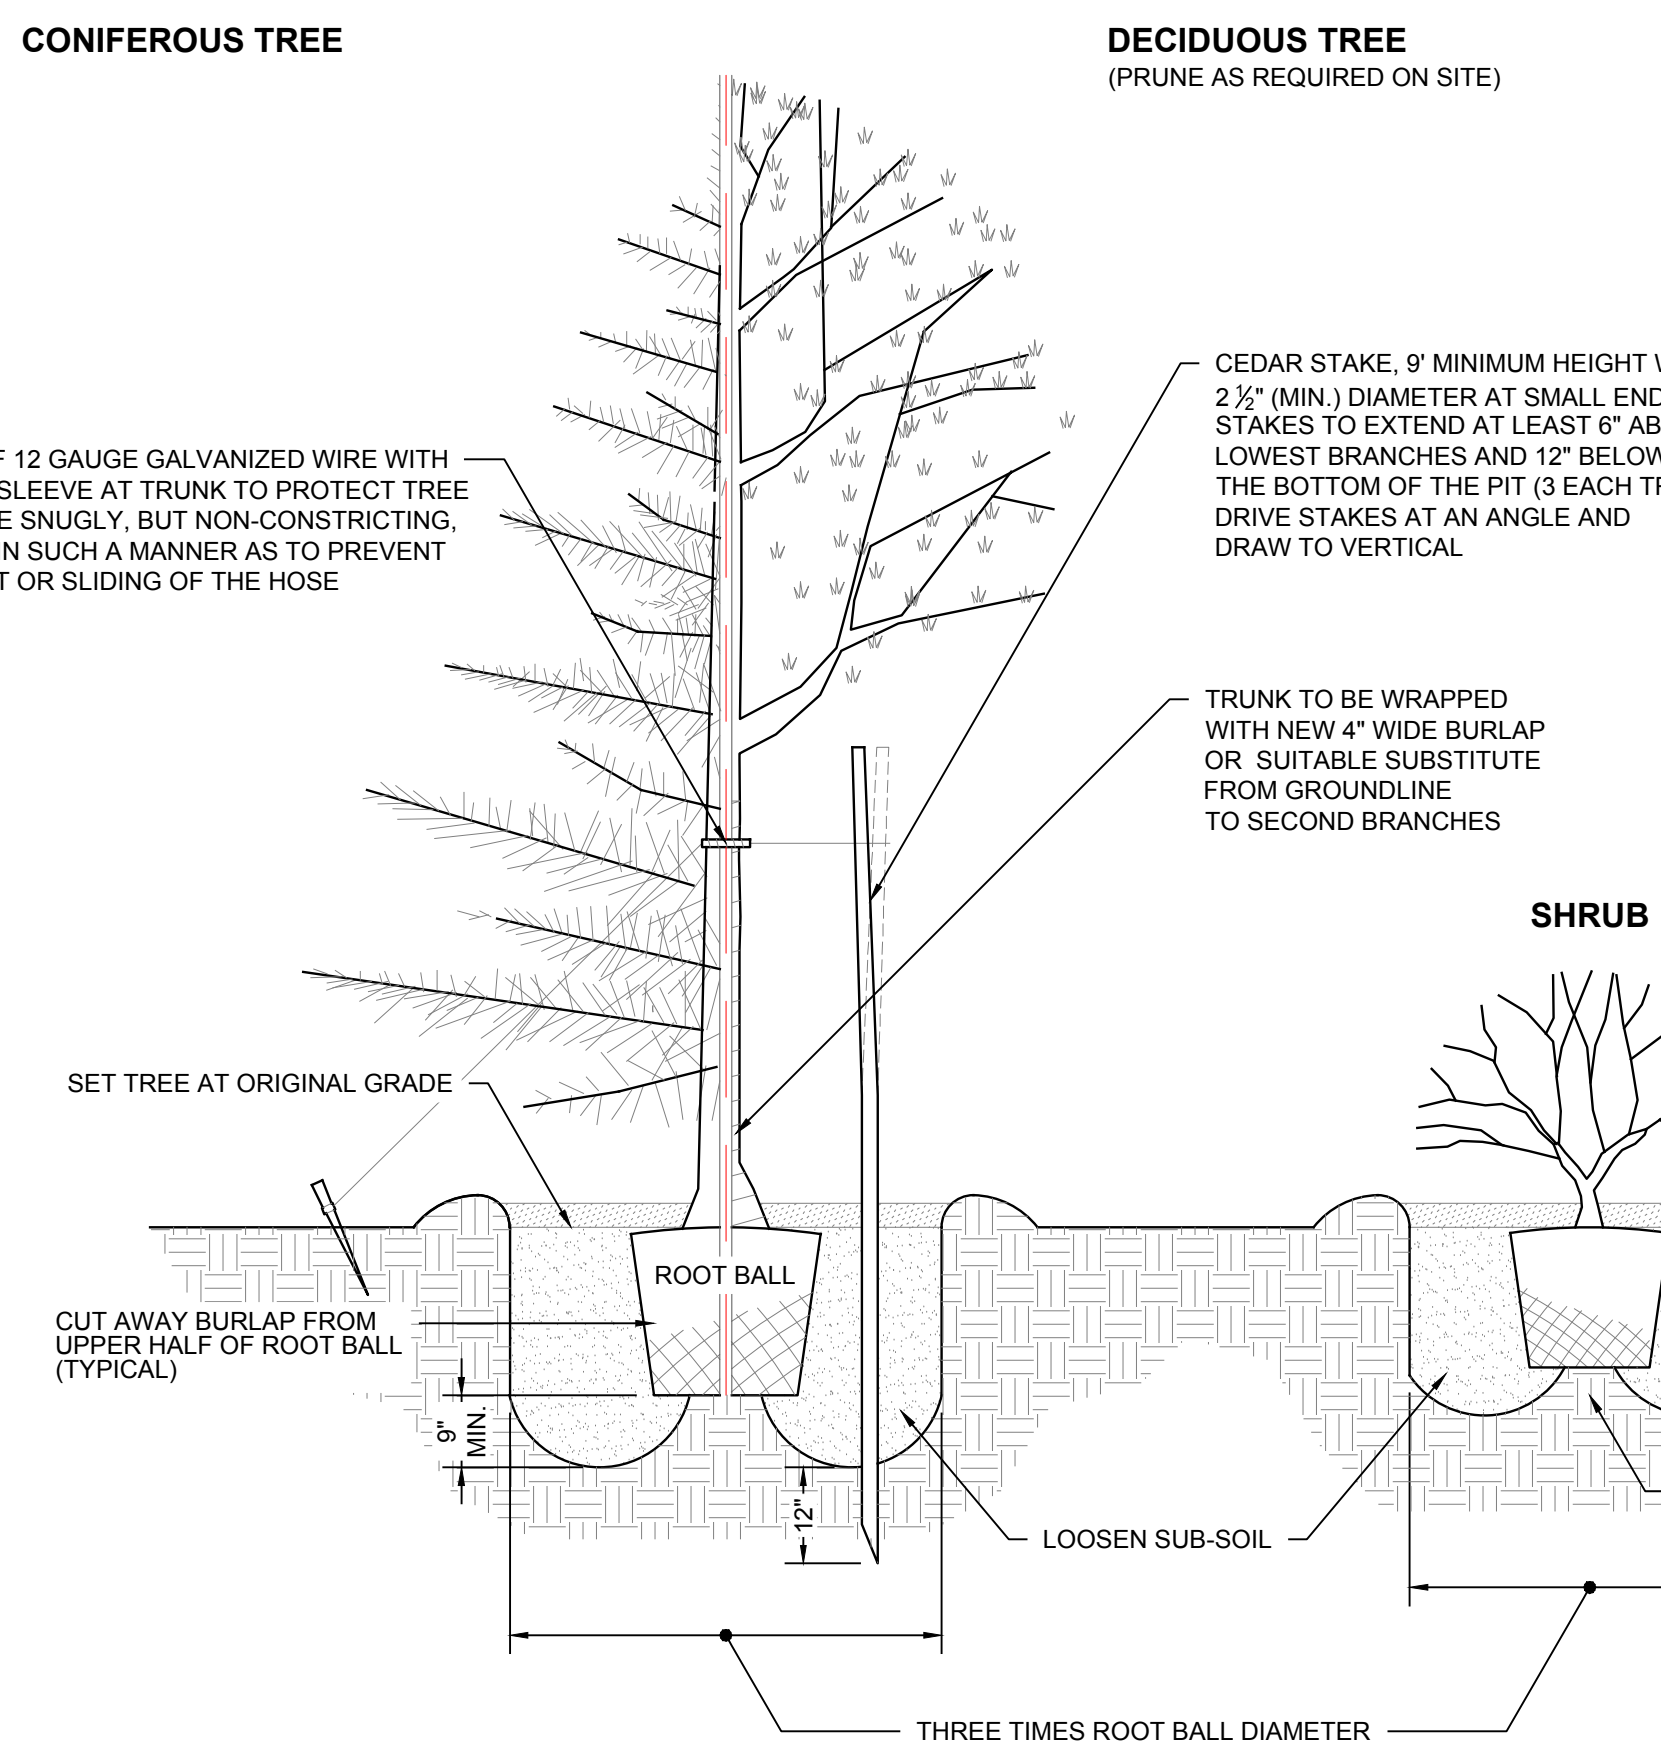 CONIFEROUS TREE
DECIDUOUS TREE
(PRUNE AS REQUIRED ON SITE)
12 GAUGE GALVANIZED WIRE WITH
SLEEVE AT TRUNK TO PROTECT TREE
SNUGLY, BUT NON-CONSTRICTING,
IN SUCH A MANNER AS TO PREVENT
OR SLIDING OF THE HOSE
CEDAR STAKE, 9' MINIMUM HEIGHT
2 ½" (MIN.) DIAMETER AT SMALL END
STAKES TO EXTEND AT LEAST 6"
LOWEST BRANCHES AND 12" BELOW
THE BOTTOM OF THE PIT (3 EACH
DRIVE STAKES AT AN ANGLE AND
DRAW TO VERTICAL
TRUNK TO BE WRAPPED
WITH NEW 4" WIDE BURLAP
OR SUITABLE SUBSTITUTE
FROM GROUNDLINE
TO SECOND BRANCHES
SHRUB
SET TREE AT ORIGINAL GRADE
ROOT BALL
CUT AWAY BURLAP FROM
UPPER HALF OF ROOT BALL
(TYPICAL)
9"
MIN.
12"
LOOSEN SUB-SOIL
THREE TIMES ROOT BALL DIAMETER